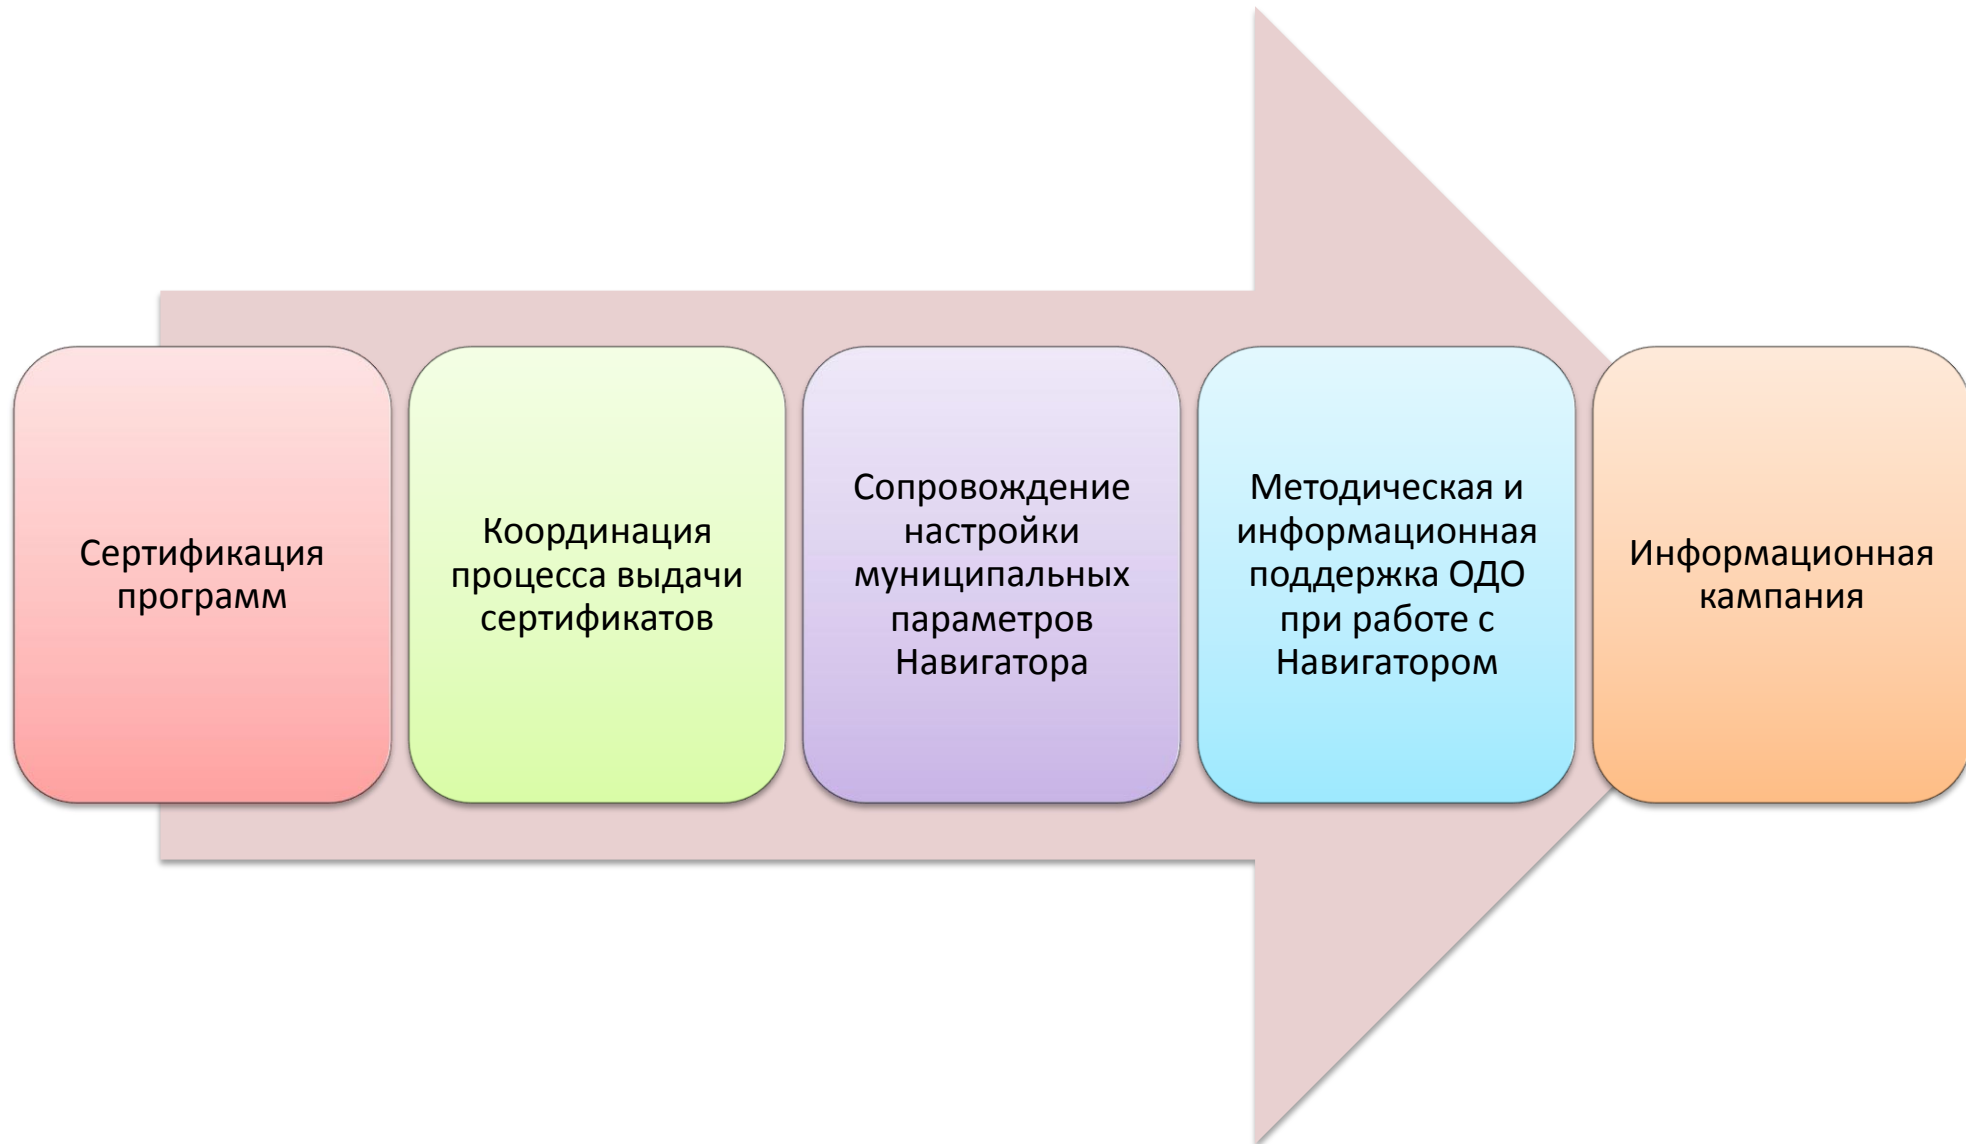 Сертификация
программ
Координация
процесса выдачи
сертификатов
Сопровождение
настройки
муниципальных
параметров
Навигатора
Методическая и
информационная
поддержка ОДО
при работе с
Навигатором
Информационная
кампания